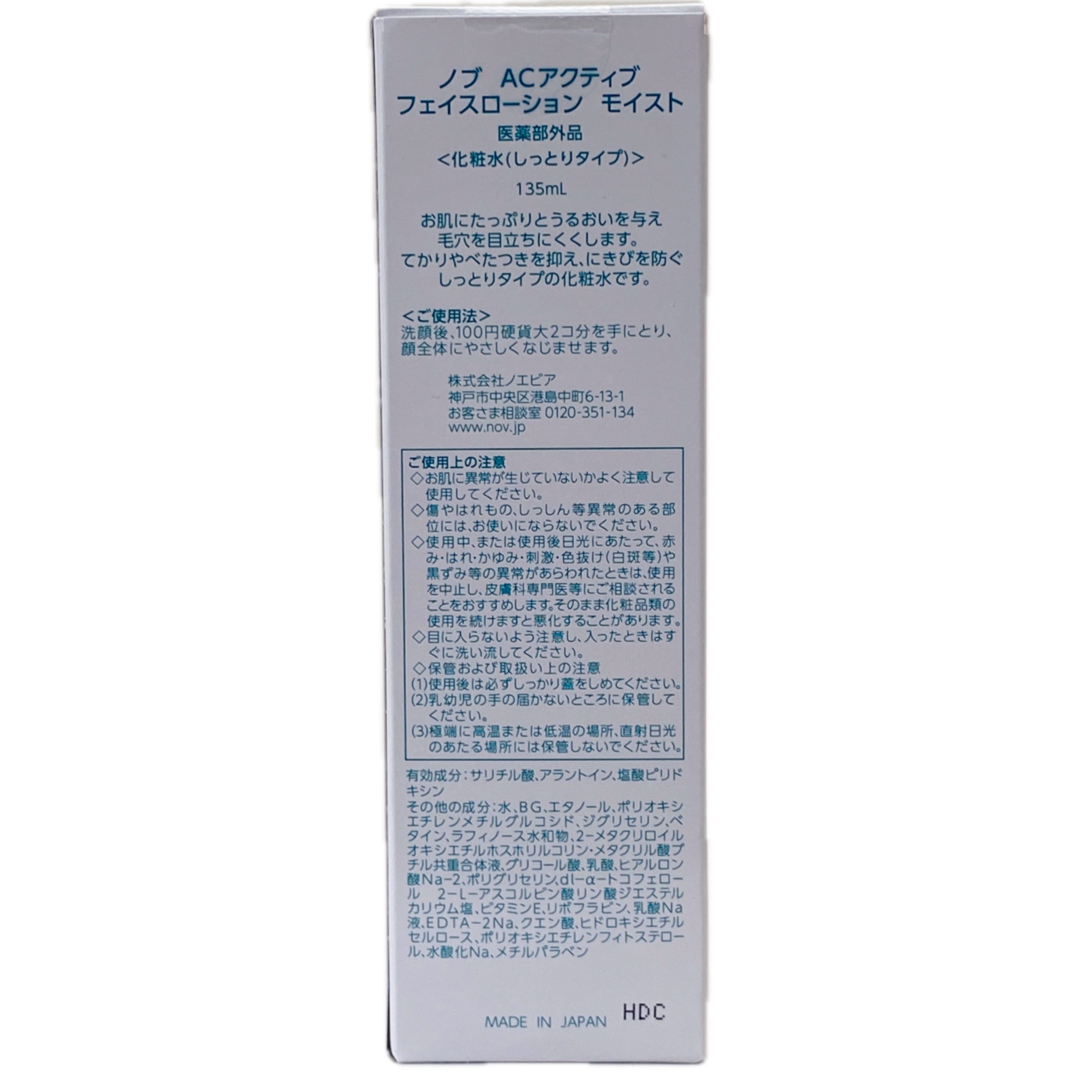 ノブ ACアクティブ
フェイスローション モイスト
医薬部外品
<化粧水(しっとりタイプ)>
135mL
お肌にたっぷりとうるおいを与え
毛穴を目立ちにくくします。
てかりやべたつきを抑え、にきびを防ぐ
しっとりタイプの化粧水です。
<ご使用法>
洗顔後、100円硬貨大2コ分を手にとり、
顔全体にやさしくなじませます。
株式会社ノエビア
神戸市中央区港島中町6-13-1
お客さま相談室 0120-351-134
www.nov.jp
ご使用上の注意
◇お肌に異常が生じていないかよく注意して
使用してください。
◇傷やはれもの、しっしん等異常のある部
位には、お使いにならないでください。
◇使用中、または使用後日光にあたって、赤
み・はれ・かゆみ・刺激・色抜け(白斑等)や
黒ずみ等の異常があらわれたときは、使用
を中止し、皮膚科専門医等にご相談される
ことをおすすめします。そのまま化粧品類の
使用を続けますと悪化することがあります。
◇目に入らないよう注意し、入ったときはす
ぐに洗い流してください。
◇保管および取扱い上の注意
(1)使用後は必ずしっかり蓋をしめてください。
(2)乳幼児の手の届かないところに保管して
ください。
(3)極端に高温または低温の場所、直射日光
のあたる場所には保管しないでください。
有効成分:サリチル酸、アラントイン、塩酸ピリド
キシン
その他の成分:水、BG、エタノール、ポリオキシ
エチレンメチルグルコシド、ジグリセリン、ベ
タイン、ラフィノース水和物、2-メタクリロイル
オキシエチルホスホリルコリン・メタクリル酸ブ
チル共重合体液、グリコール酸、乳酸、ヒアルロン
酸Na-2、ポリグリセリン、dl-α-トコフェロー
ル 2-L-アスコルビン酸リン酸ジエステル
カリウム塩、ビタミンE、リボフラビン、乳酸Na
液、EDTA-2Na、クエン酸、ヒドロキシエチル
セルロース、ポリオキシエチレンフィトステロー
ル、水酸化Na、メチルパラベン
MADE IN JAPAN HDC